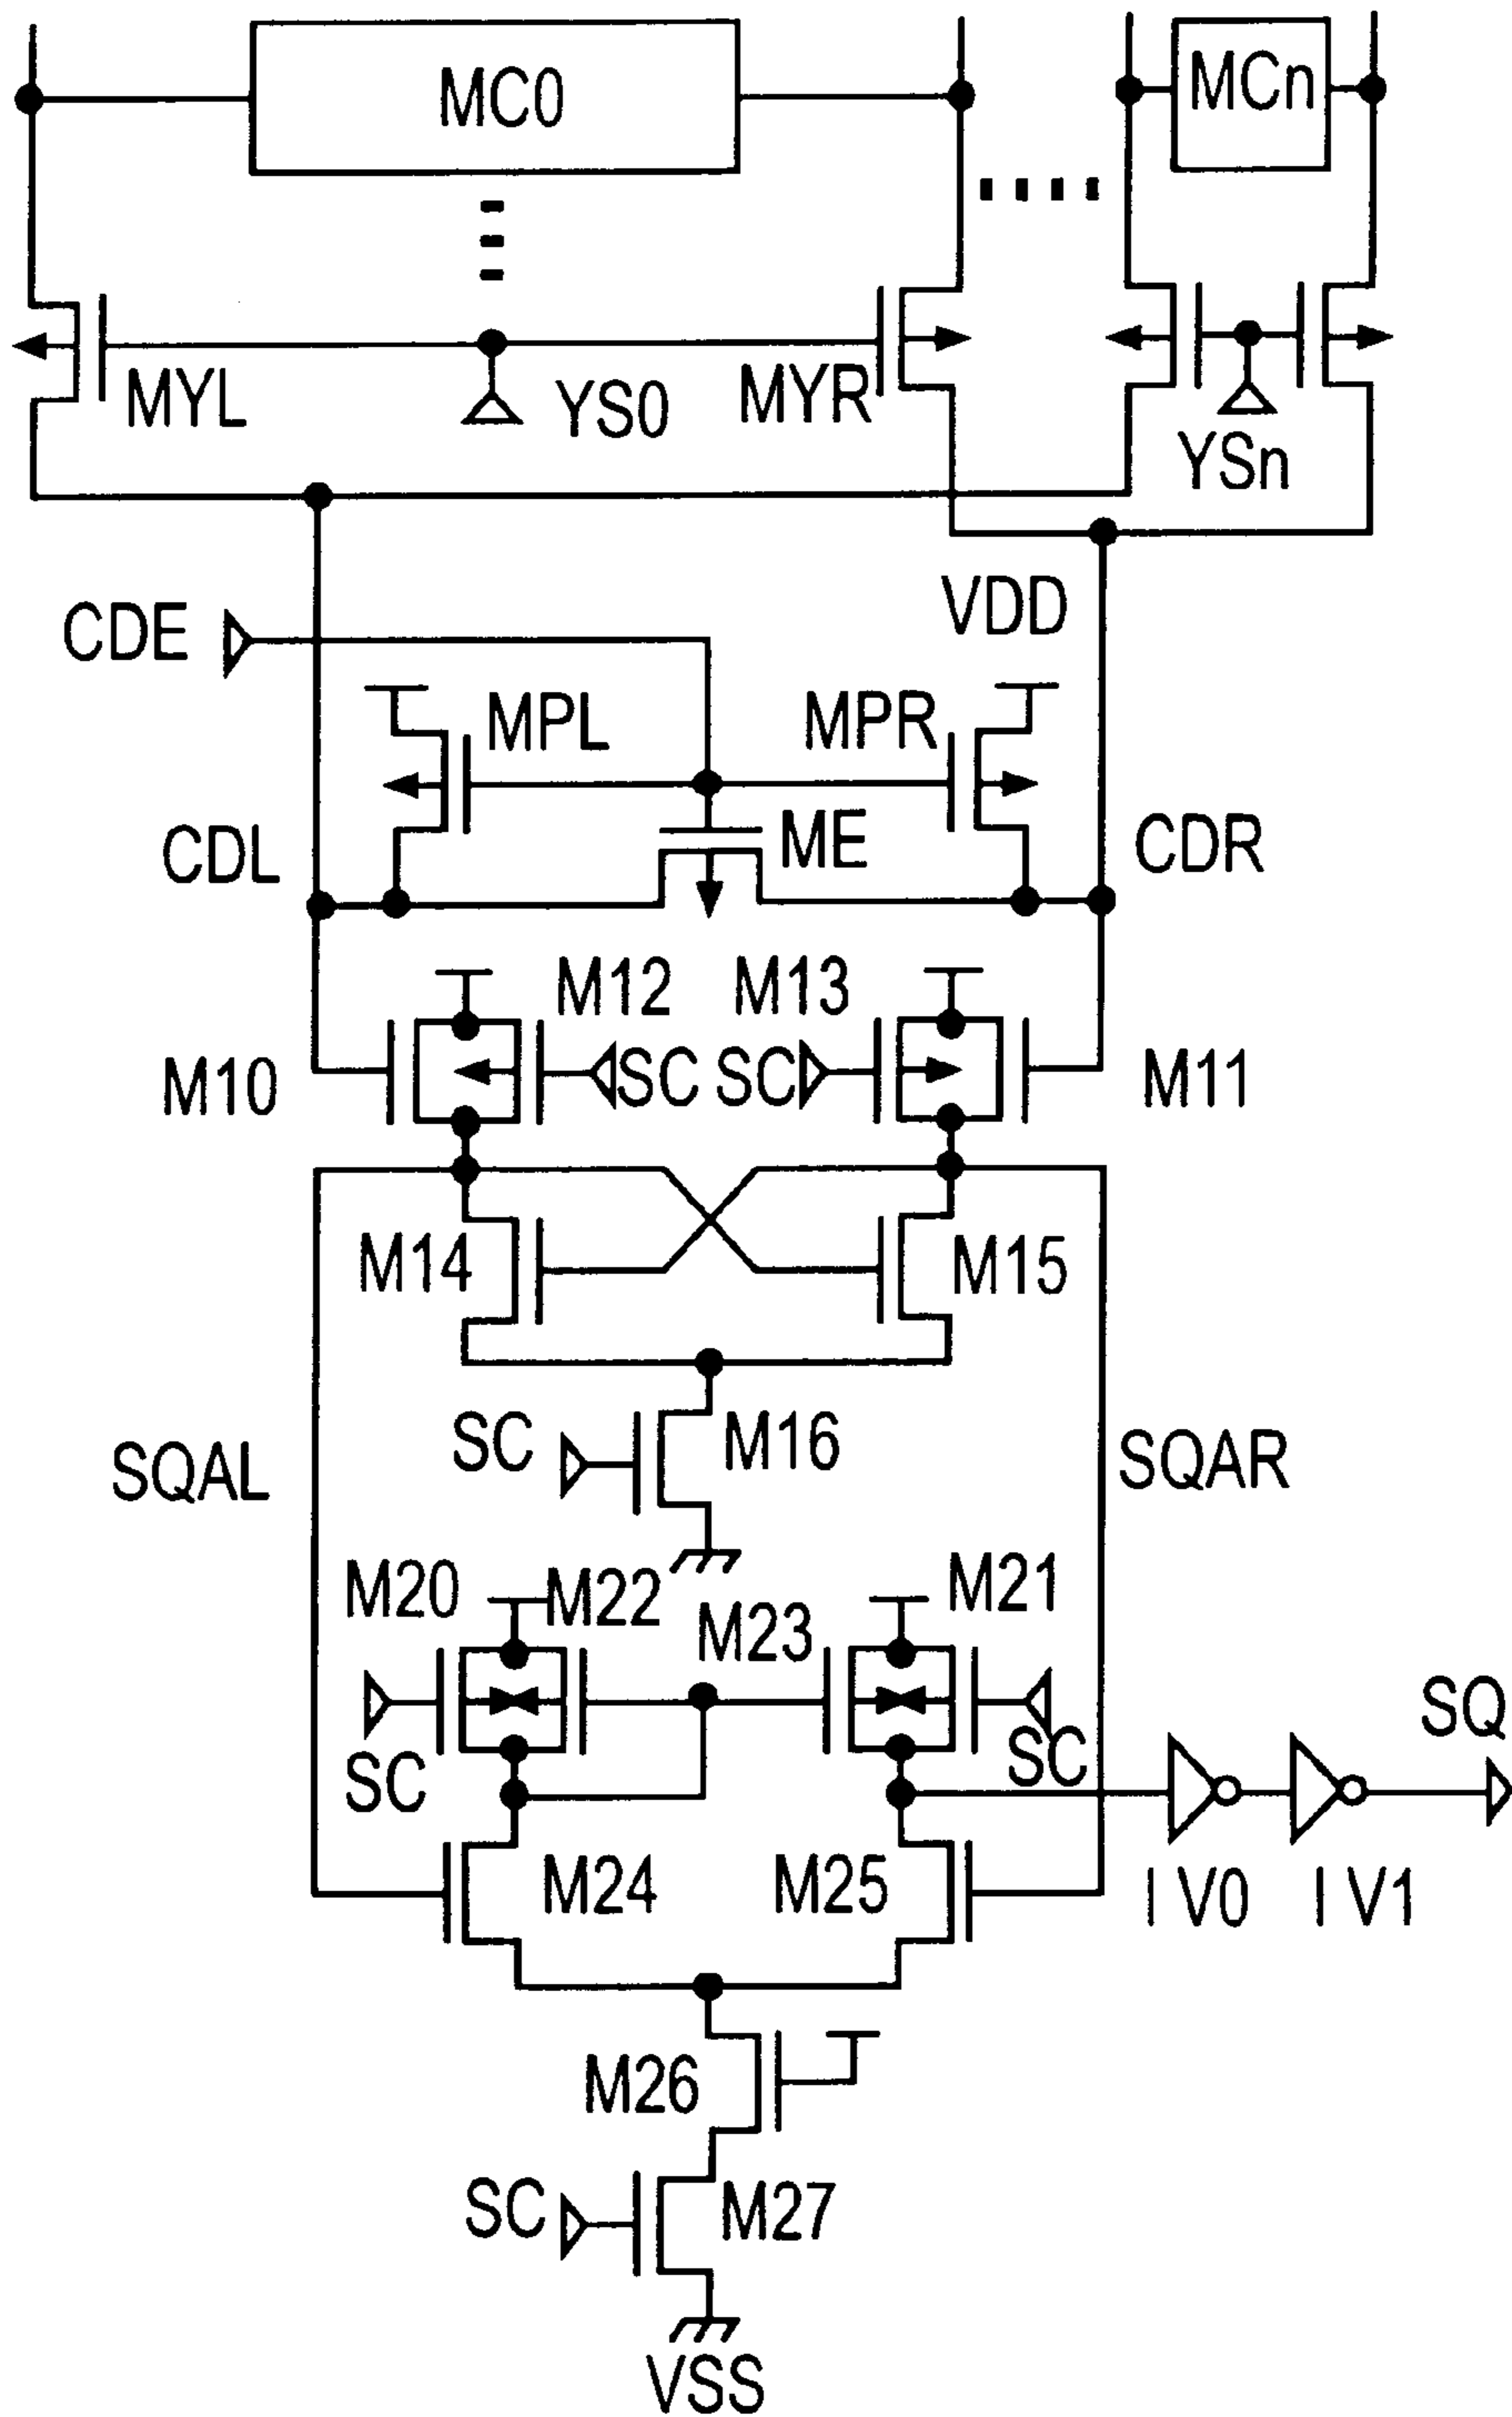 MC0
MCn
MYL
YS0
MYR
YSn
CDE
VDD
MPL
MPR
CDL
ME
CDR
M12
M13
M10
SC
SC
M11
M14
M15
SC
M16
SQAL
SQAR
M20
M22
M23
M21
SQ
SC
SC
M24
M25
IV0
IV1
M26
SC
M27
VSS